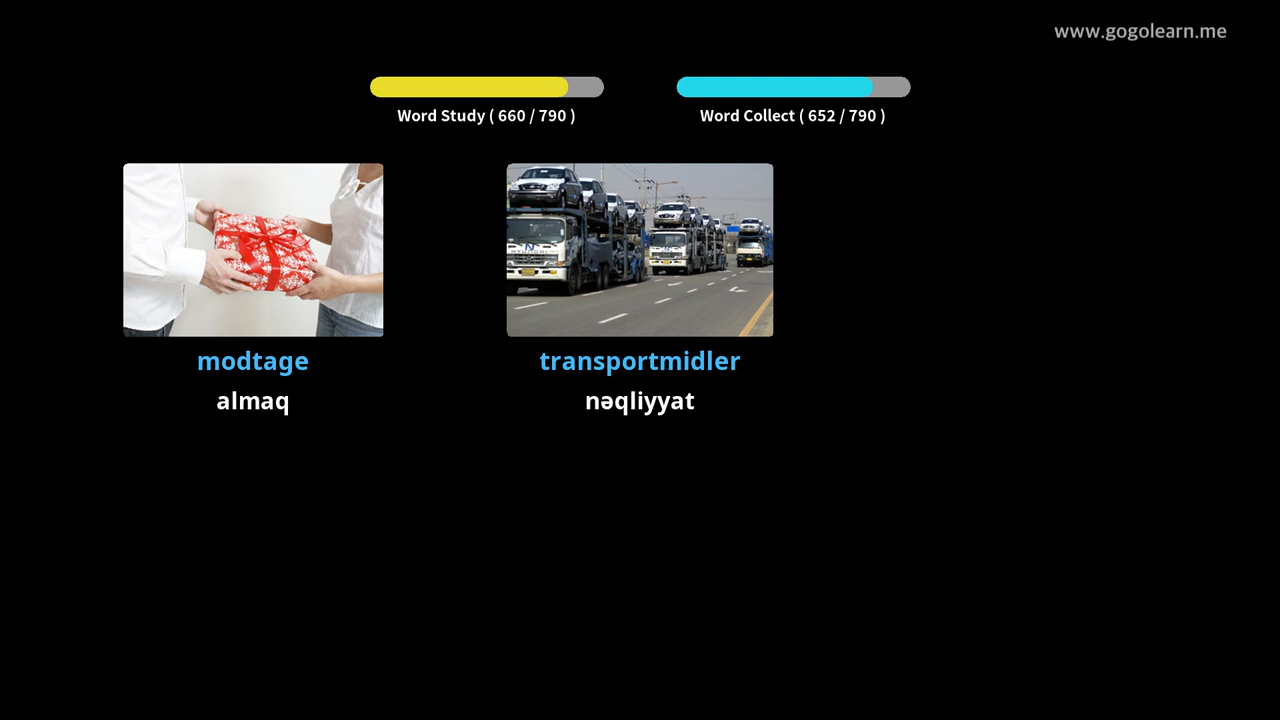 www.gogolearn.me
Word Study ( 660 / 790 )
Word Collect ( 652 / 790 )
modtage
transportmidler
almaq
nəqliyyat